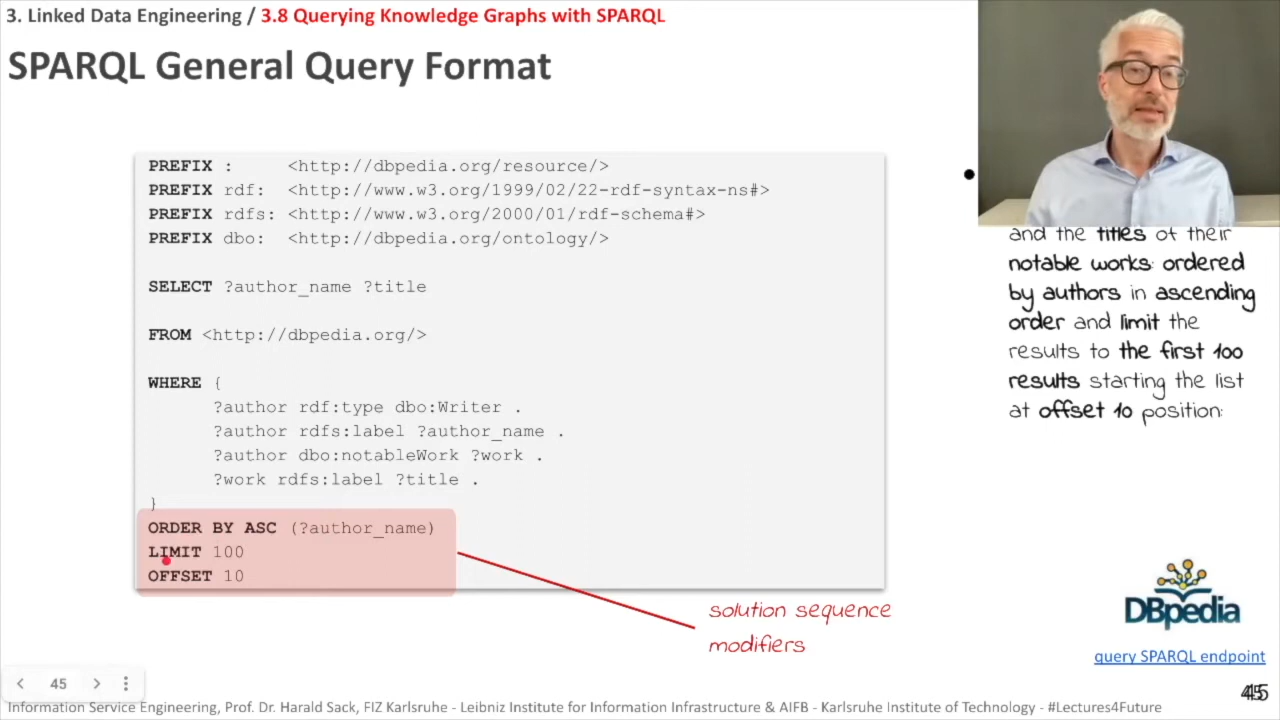 3. Linked Data Engineering / 3.8 Querying Knowledge Graphs with SPARQL
SPARQL General Query Format
PREFIX :     <http://dbpedia.org/resource/>
PREFIX rdf:  <http://www.w3.org/1999/02/22-rdf-syntax-ns#>
PREFIX rdfs: <http://www.w3.org/2000/01/rdf-schema#>
PREFIX dbo:  <http://dbpedia.org/ontology/>
SELECT ?author_name ?title
FROM <http://dbpedia.org/>
WHERE {
?author rdf:type dbo:Writer .
?author rdfs:label ?author_name .
?author dbo:notableWork ?work .
?work rdfs:label ?title .
}
ORDER BY ASC (?author_name)
LIMIT 100
OFFSET 10
solution sequence
modifiers
and the titles of their
notable works ordered
by authors in ascending
order and limit the
results to the first 100
results starting the list
at offset 10 position:
DBpedia
query SPARQL endpoint
45
45
Information Service Engineering, Prof. Dr. Harald Sack, FIZ Karlsruhe - Leibniz Institute for Information Infrastructure & AIFB - Karlsruhe Institute of Technology - #Lectures4Future